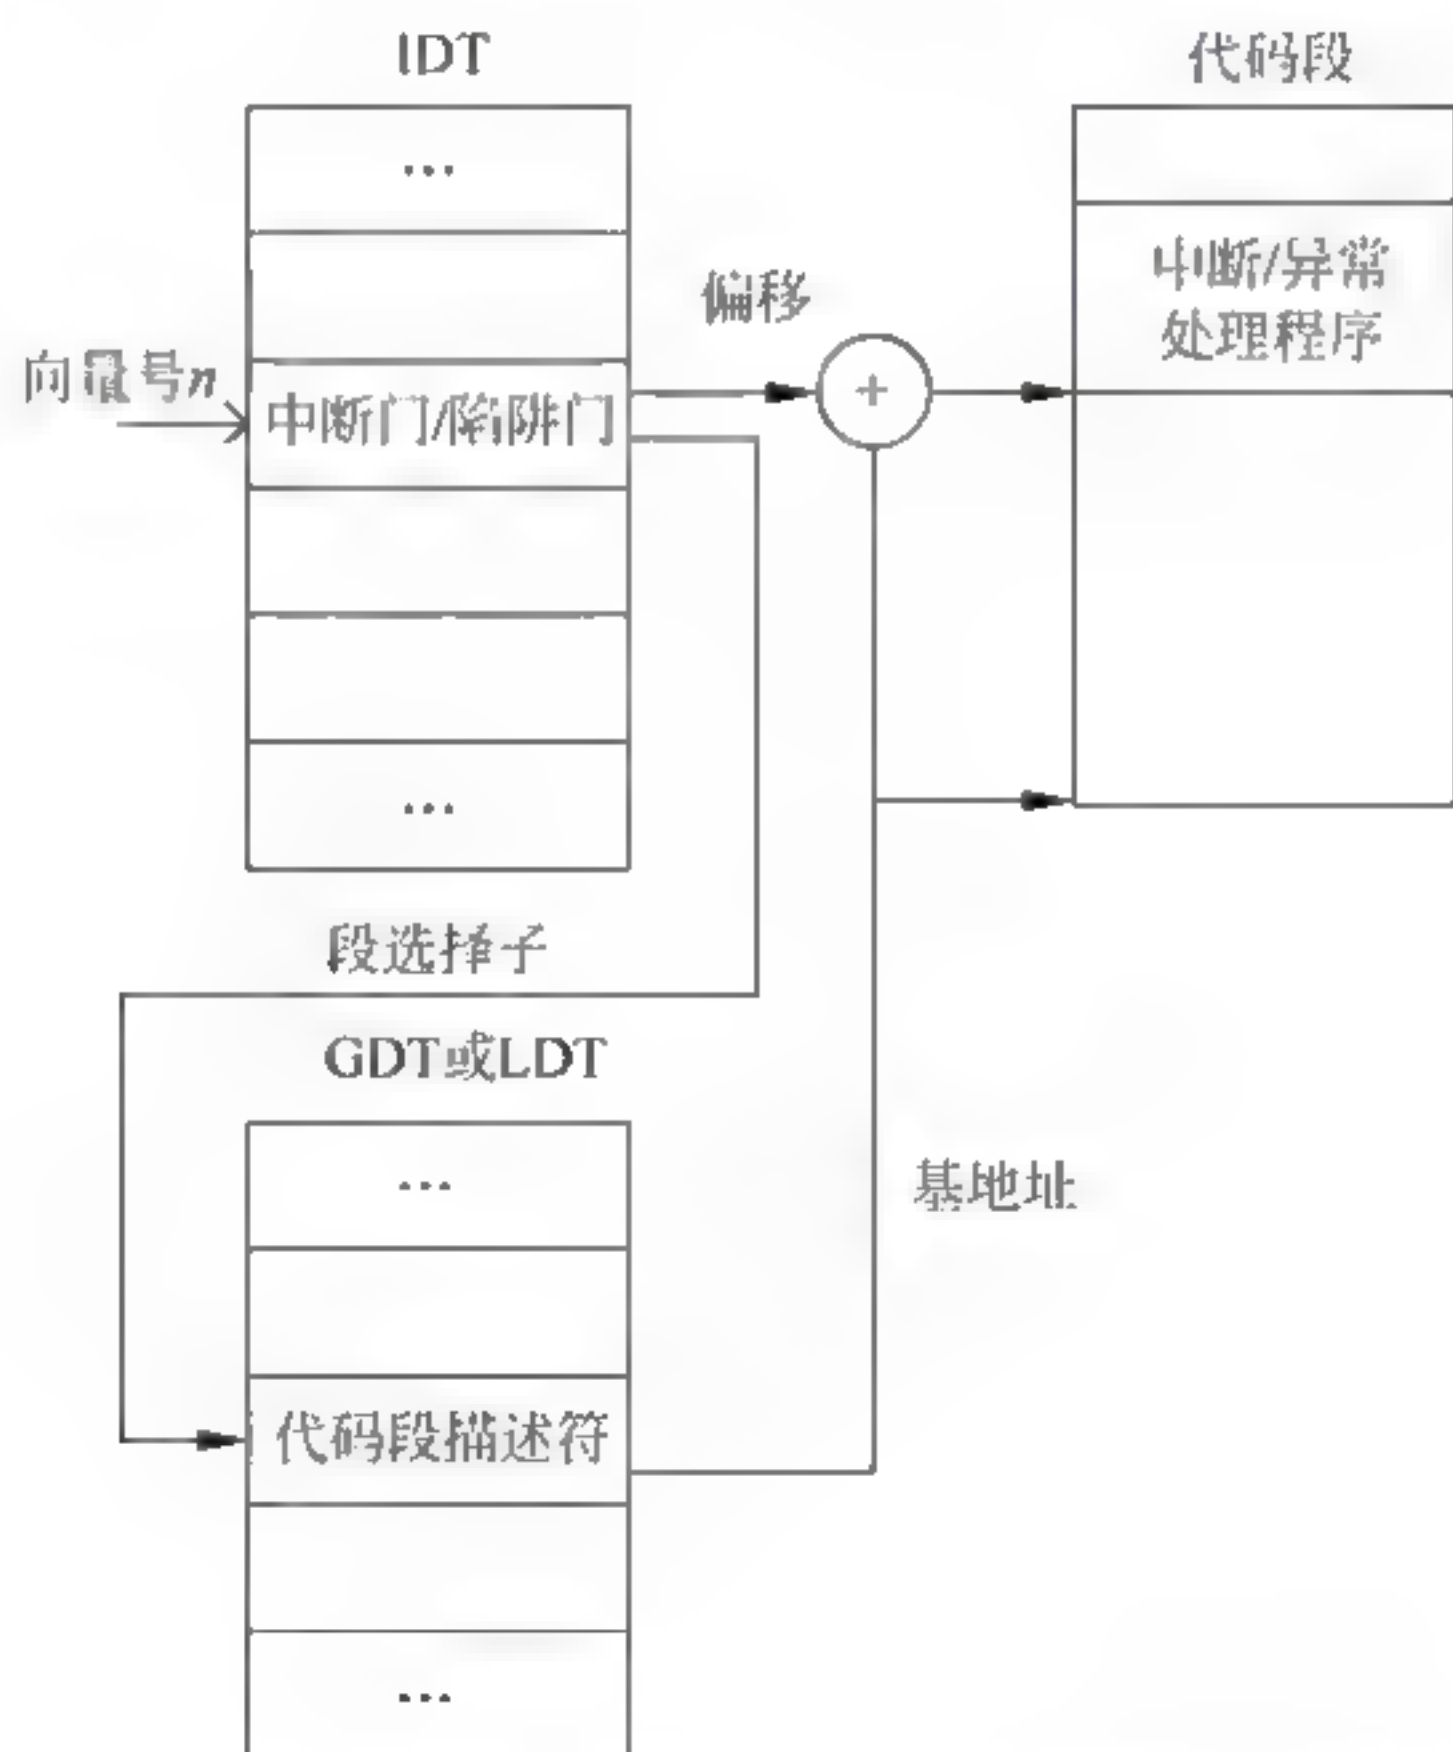 IDT
代码段
…
中断/异常
处理程序
偏移
+
向量号n
中断门/陷阱门
…
段选择子
GDT或LDT
…
基地址
代码段描述符
…